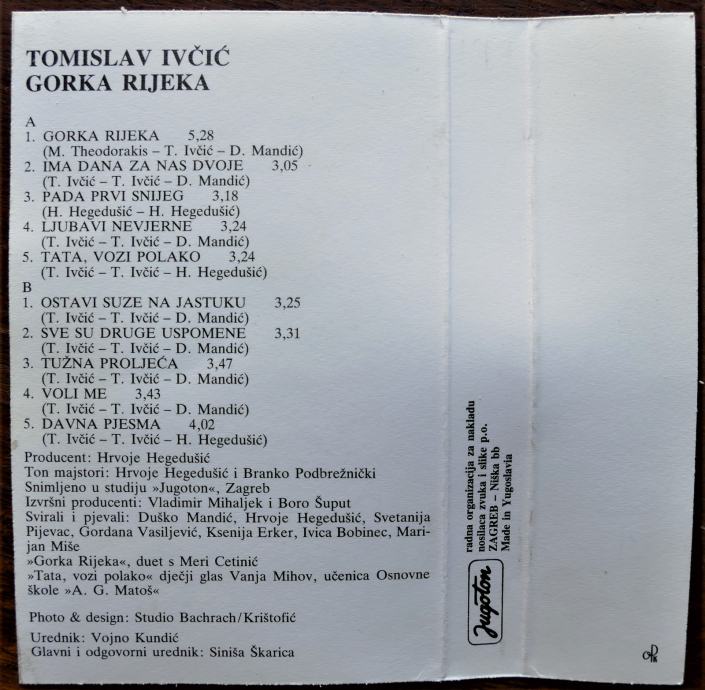 TOMISLAV IVČIĆ
GORKA RIJEKA
A
1. GORKA RIJEKA 5,28
(M. Theodorakis – T. Ivčić – D. Mandić)
2. IMA DANA ZA NAS DVOJE 3,05
(T. Ivčić – T. Ivčić – D. Mandić)
3. PADA PRVI SNIJEG 3,18
(H. Hegedušić – H. Hegedušić)
4. LJUBAVI NEVJERNE 3,24
(T. Ivčić – T. Ivčić – D. Mandić)
5. TATA, VOZI POLAKO 3,24
(T. Ivčić – T. Ivčić – H. Hegedušić)
B
1. OSTAVI SUZE NA JASTUKU 3,25
(T. Ivčić – T. Ivčić – D. Mandić)
2. SVE SU DRUGE USPOMENE 3,31
(T. Ivčić – T. Ivčić – D. Mandić)
3. TUŽNA PROLJEĆA 3,47
(T. Ivčić – T. Ivčić – D. Mandić)
4. VOLI ME 3,43
(T. Ivčić – T. Ivčić – D. Mandić)
5. DAVNA PJESMA 4,02
(T. Ivčić – T. Ivčić – H. Hegedušić)
Producent: Hrvoje Hegedušić
Ton majstori: Hrvoje Hegedušić i Branko Podbrežnički
Snimljeno u studiju »Jugoton«, Zagreb
Izvršni producenti: Vladimir Mihaljek i Boro Šuput
Svirali i pjevali: Duško Mandić, Hrvoje Hegedušić, Svetanija
Pijevac, Gordana Vasiljević, Ksenija Erker, Ivica Bobinec, Mari-
jan Miše
»Gorka Rijeka«, duet s Meri Cetinić
»Tata, vozi polako« dječji glas Vanja Mihov, učenica Osnovne
škole »A. G. Matoš«
Photo & design: Studio Bachrach/Krištofić
Urednik: Vojno Kundić
Glavni i odgovorni urednik: Siniša Škarica
Jugoton
radna organizacija za nakladu
nosilaca zvuka i slike p.o.
ZAGREB – Niška bb
Made in Yugoslavia